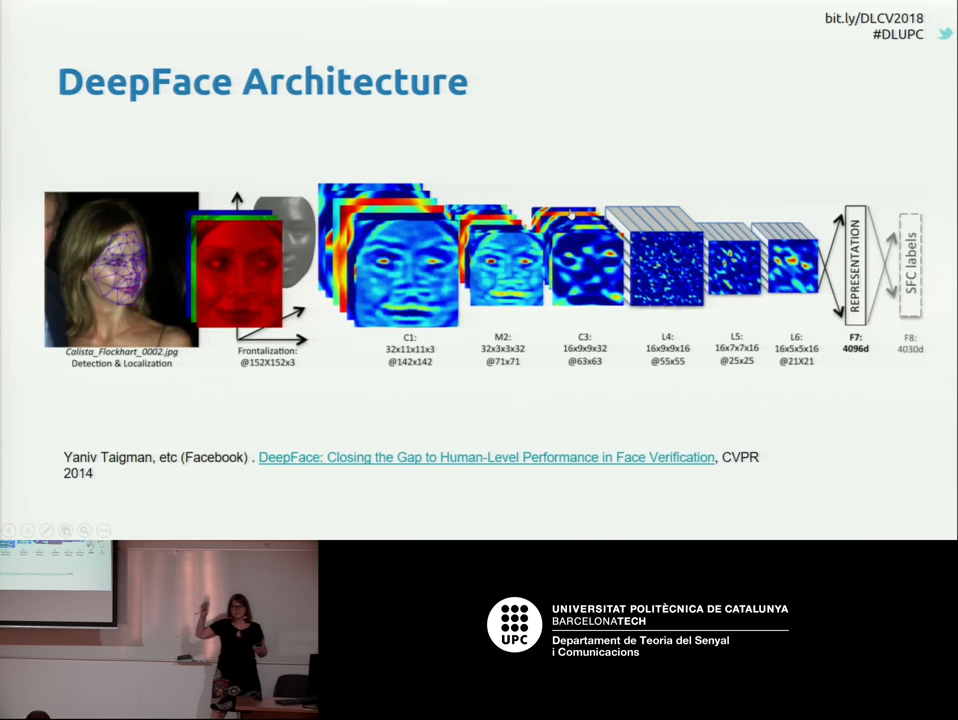 bit.ly/DLCV2018
#DLUPC
DeepFace Architecture
Calista_Flockhart_0002.jpg
Detection & Localization
Frontalization:
@152X152x3
C1:
32x11x11x3
@142x142
M2:
32x3x3x32
@71x71
C3:
16x9x9x32
@63x63
L4:
16x9x9x16
@55x55
L5:
16x7x7x16
@25x25
L6:
16x5x5x16
@21X21
REPRESENTATION
F7:
4096d
SFC labels
F8:
4030d
Yaniv Taigman, etc (Facebook) . DeepFace: Closing the Gap to Human-Level Performance in Face Verification, CVPR
2014
UPC
UNIVERSITAT POLITÈCNICA DE CATALUNYA
BARCELONATECH
Departament de Teoria del Senyal
i Comunicacions